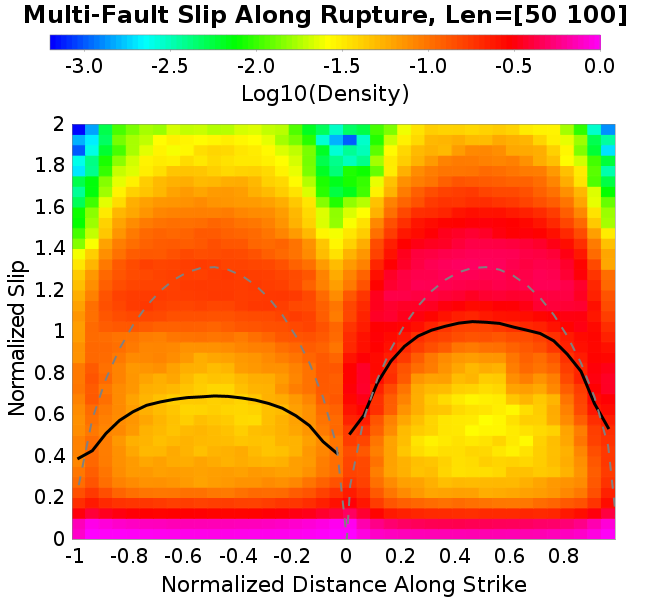 Multi-Fault Slip Along Rupture, Len=[50 100]
-3.0 -2.5 -2.0 -1.5 -1.0 -0.5 0.0
Log10(Density)
2
1.8
1.6
1.4
1.2
1
0.8
0.6
0.4
0.2
0
Normalized Slip
-1 -0.8 -0.6 -0.4 -0.2 0 0.2 0.4 0.6 0.8
Normalized Distance Along Strike